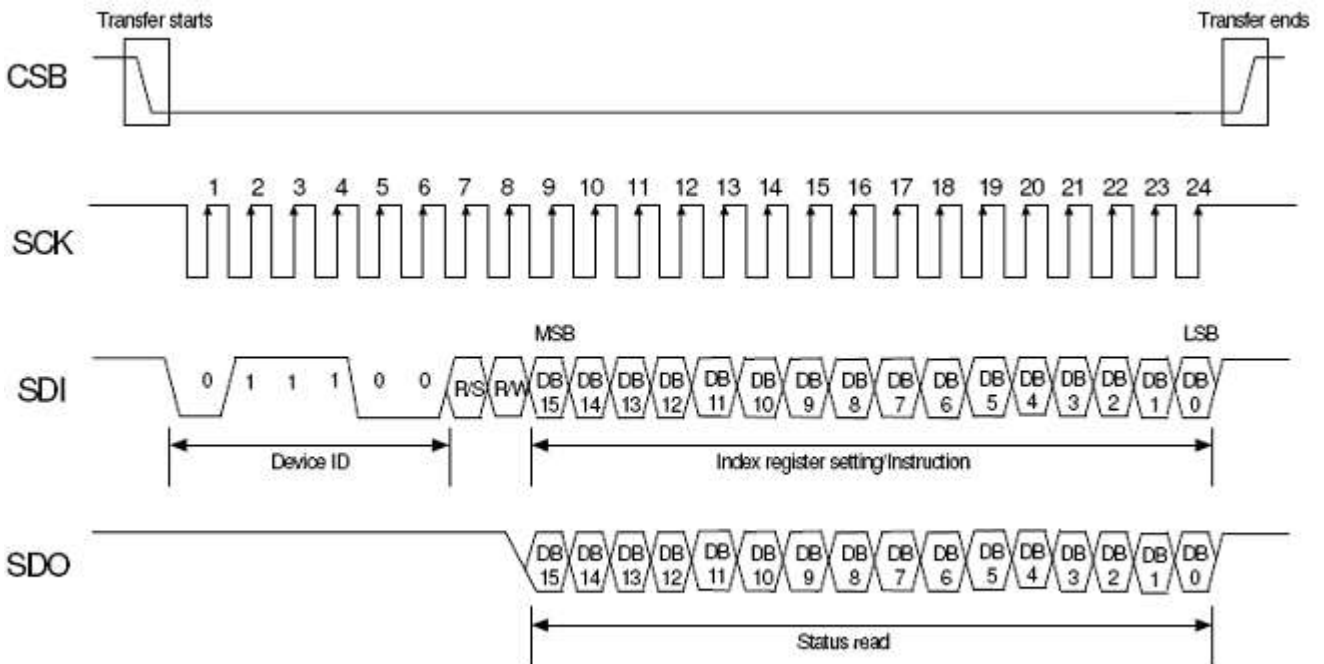 Transfer starts Transfer ends
CSB
1 2 3 4 5 6 7 8 9 10 11 12 13 14 15 16 17 18 19 20 21 22 23 24
SCK
MSB LSB
SDI 0 1 1 1 0 0 R/S R/W DB 15 DB 14 DB 13 DB 12 DB 11 DB 10 DB 9 DB 8 DB 7 DB 6 DB 5 DB 4 DB 3 DB 2 DB 1 DB 0
Device ID Index register setting/Instruction
SDO DB 15 DB 14 DB 13 DB 12 DB 11 DB 10 DB 9 DB 8 DB 7 DB 6 DB 5 DB 4 DB 3 DB 2 DB 1 DB 0
Status read